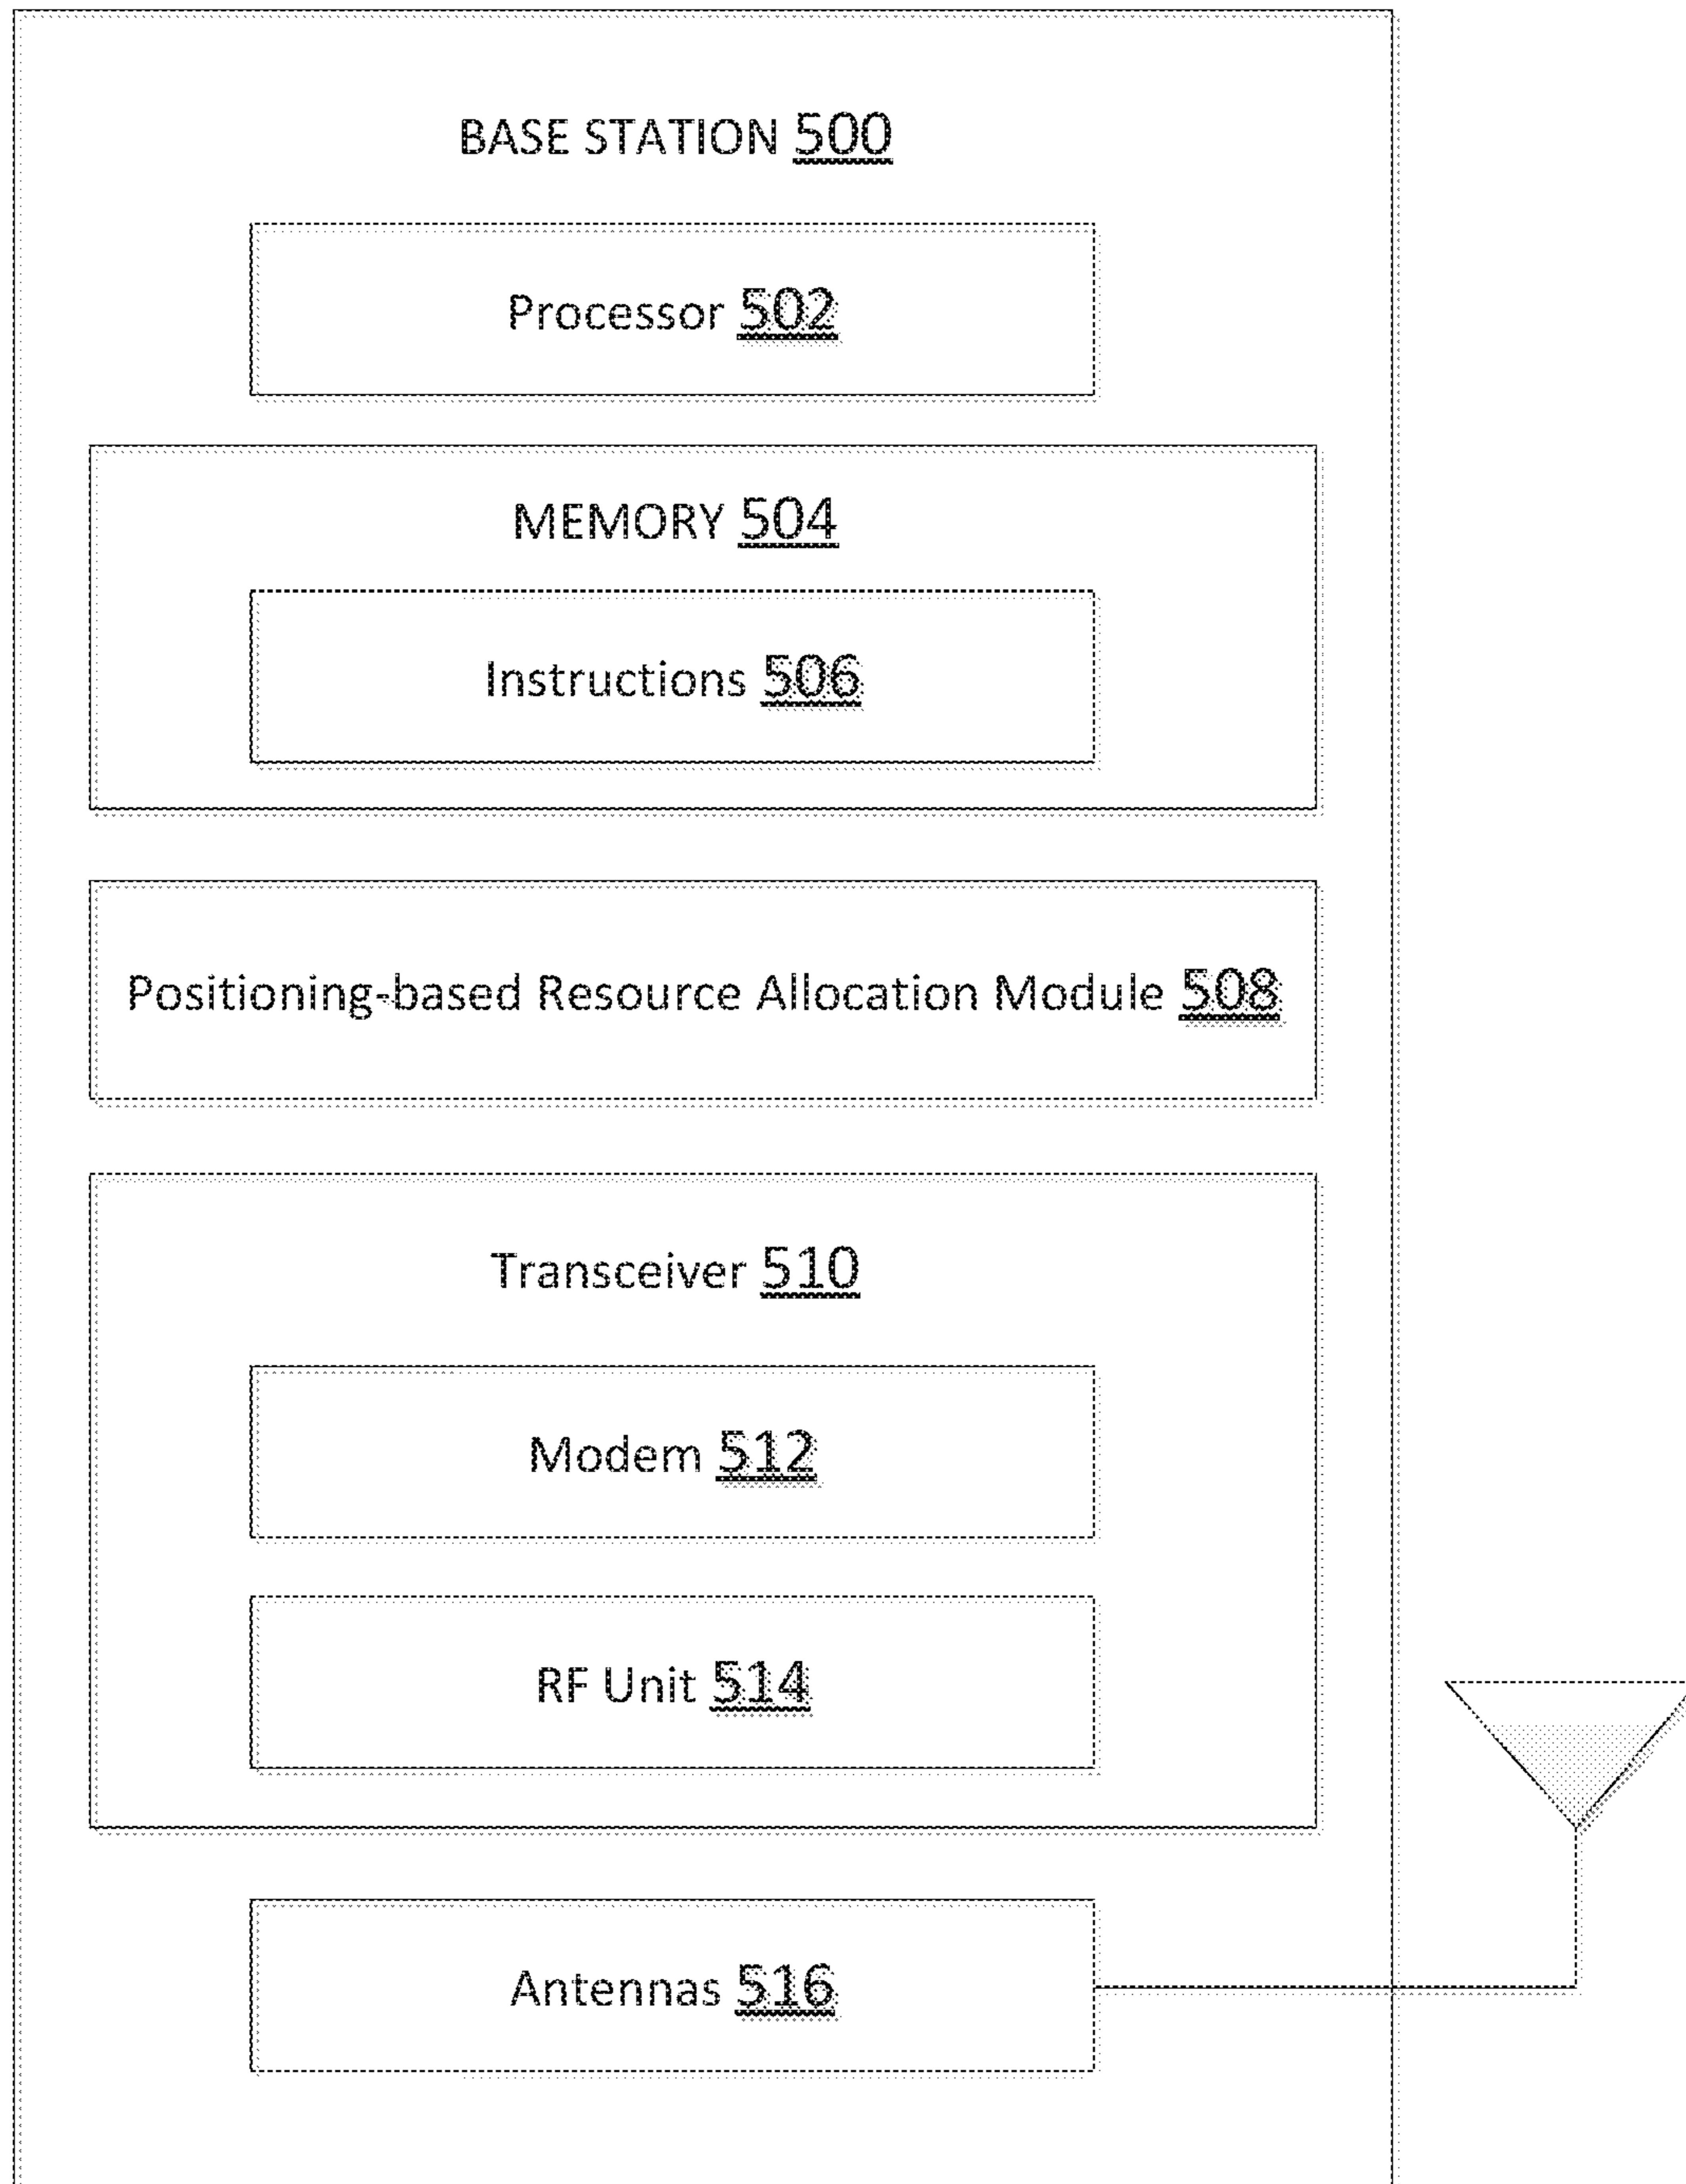 BASE STATION 500
Processor 502
MEMORY 504
Instructions 506
Positioning-based Resource Allocation Module 508
Transceiver 510
Modem 512
RF Unit 514
Antennas 516